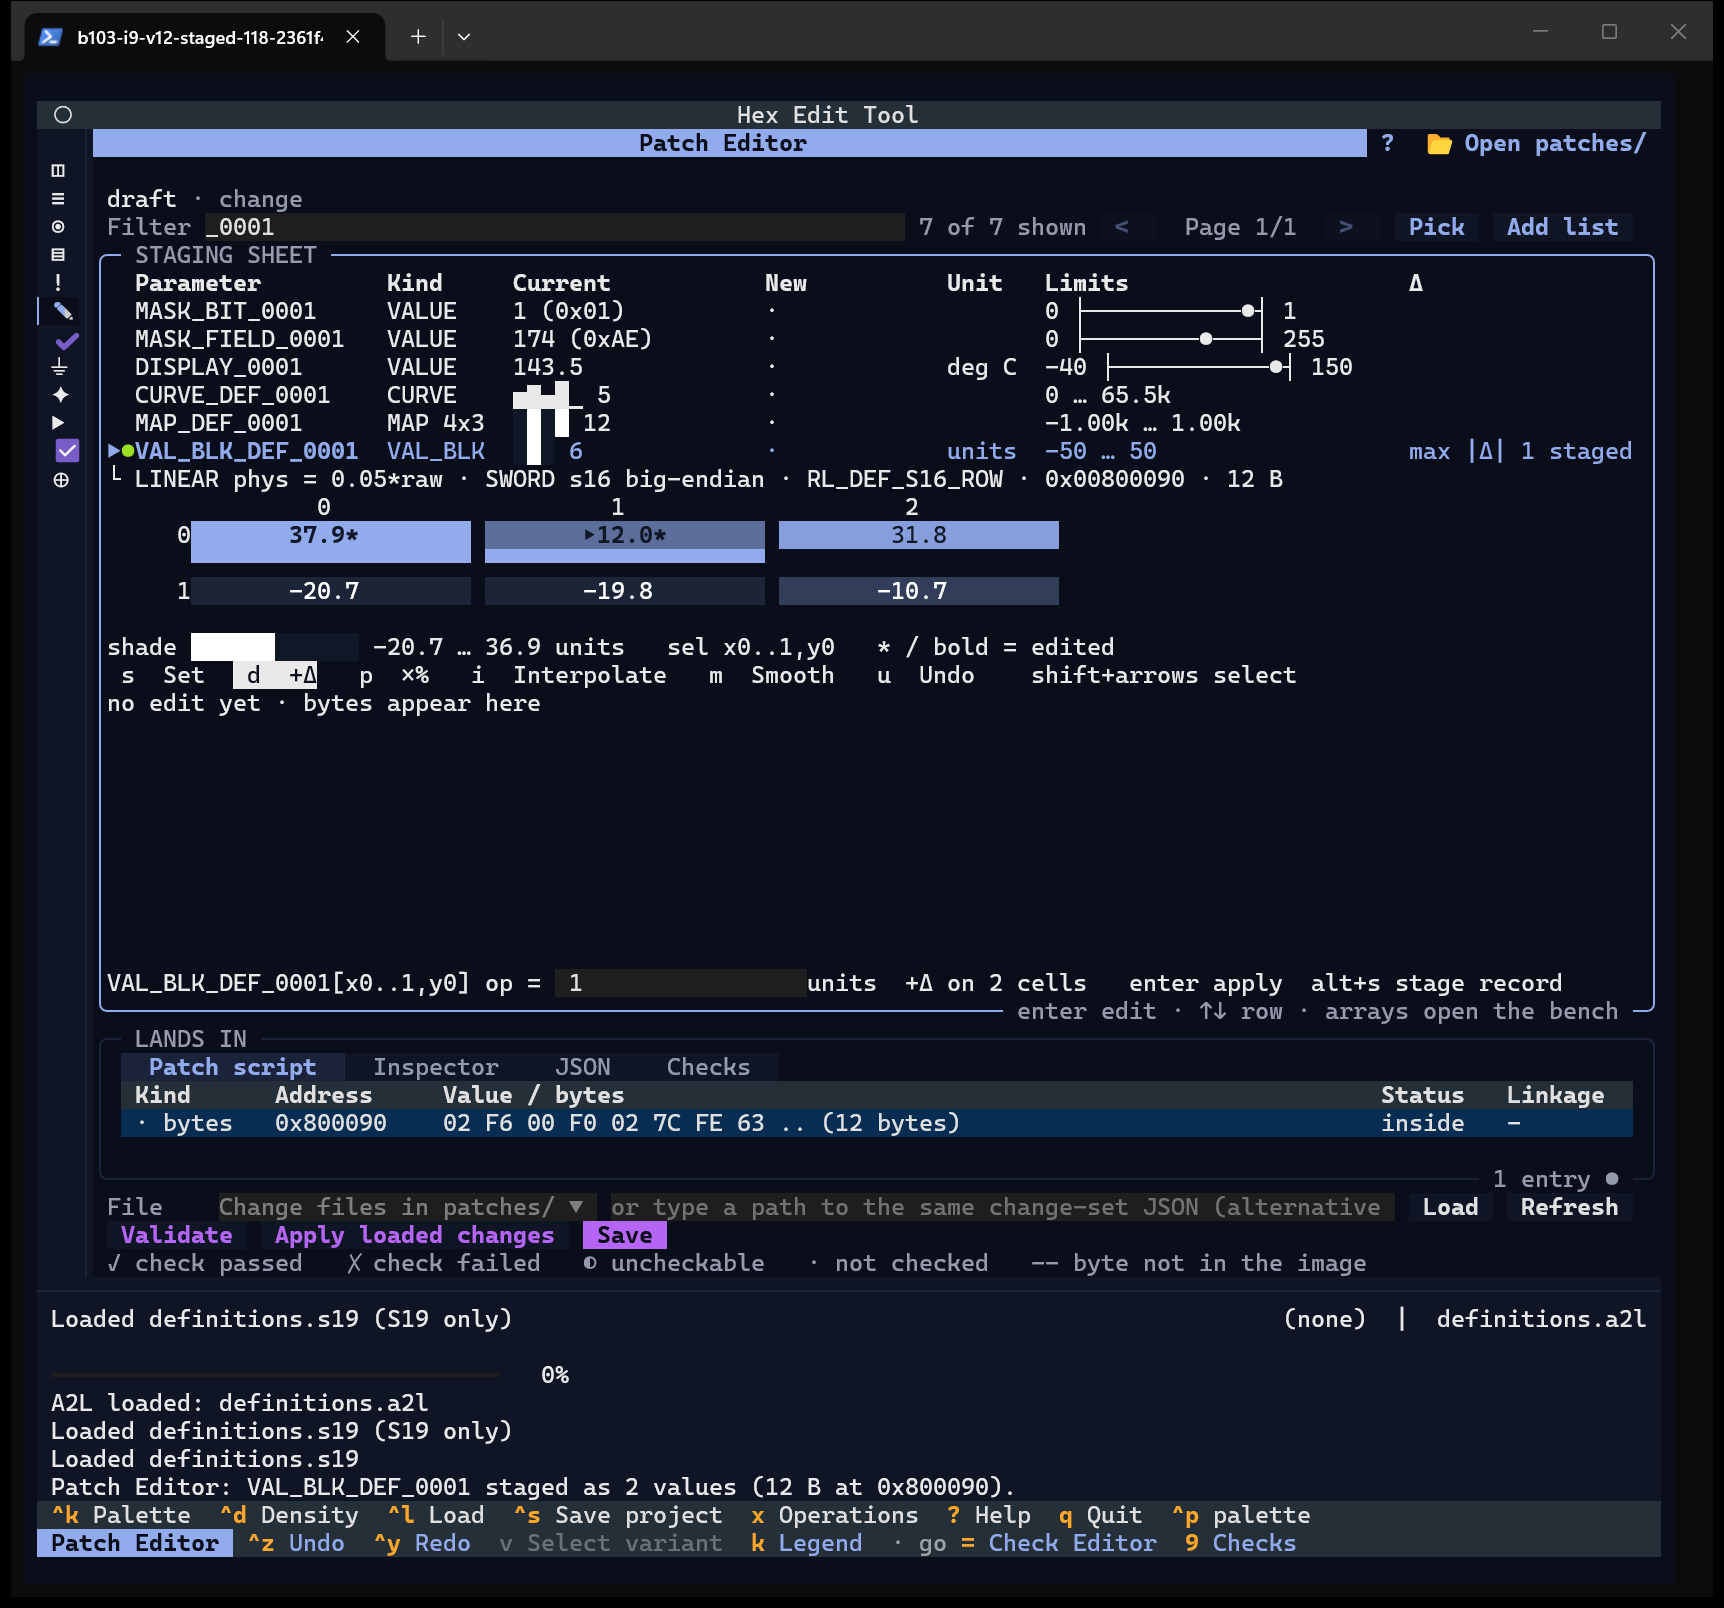 b103-i9-v12-staged-118-2361f
Hex Edit Tool
Patch Editor ? Open patches/
draft · change
Filter _0001 7 of 7 shown < Page 1/1 > Pick Add list
STAGING SHEET
Parameter Kind Current New Unit Limits Δ
MASK_BIT_0001 VALUE 1 (0x01) · 0 1
MASK_FIELD_0001 VALUE 174 (0xAE) · 0 255
DISPLAY_0001 VALUE 143.5 · deg C -40 150
CURVE_DEF_0001 CURVE 5 · 0 … 65.5k
MAP_DEF_0001 MAP 4x3 12 · -1.00k … 1.00k
▶●VAL_BLK_DEF_0001 VAL_BLK 6 · units -50 … 50 max |Δ| 1 staged
└ LINEAR phys = 0.05*raw · SWORD s16 big-endian · RL_DEF_S16_ROW · 0x00800090 · 12 B
0 1 2
0 37.9* ▸12.0* 31.8
1 -20.7 -19.8 -10.7
shade -20.7 … 36.9 units sel x0..1,y0 * / bold = edited
s Set d +Δ p ×% i Interpolate m Smooth u Undo shift+arrows select
no edit yet · bytes appear here
VAL_BLK_DEF_0001[x0..1,y0] op = 1 units +Δ on 2 cells enter apply alt+s stage record
enter edit · ↑↓ row · arrays open the bench
LANDS IN
Patch script Inspector JSON Checks
Kind Address Value / bytes Status Linkage
· bytes 0x800090 02 F6 00 F0 02 7C FE 63 .. (12 bytes) inside -
1 entry ●
File Change files in patches/ ▼ or type a path to the same change-set JSON (alternative Load Refresh
Validate Apply loaded changes Save
✓ check passed ✗ check failed ◐ uncheckable · not checked -- byte not in the image
Loaded definitions.s19 (S19 only) (none) | definitions.a2l
0%
A2L loaded: definitions.a2l
Loaded definitions.s19 (S19 only)
Loaded definitions.s19
Patch Editor: VAL_BLK_DEF_0001 staged as 2 values (12 B at 0x800090).
^k Palette ^d Density ^l Load ^s Save project x Operations ? Help q Quit ^p palette
Patch Editor ^z Undo ^y Redo v Select variant k Legend · go = Check Editor 9 Checks